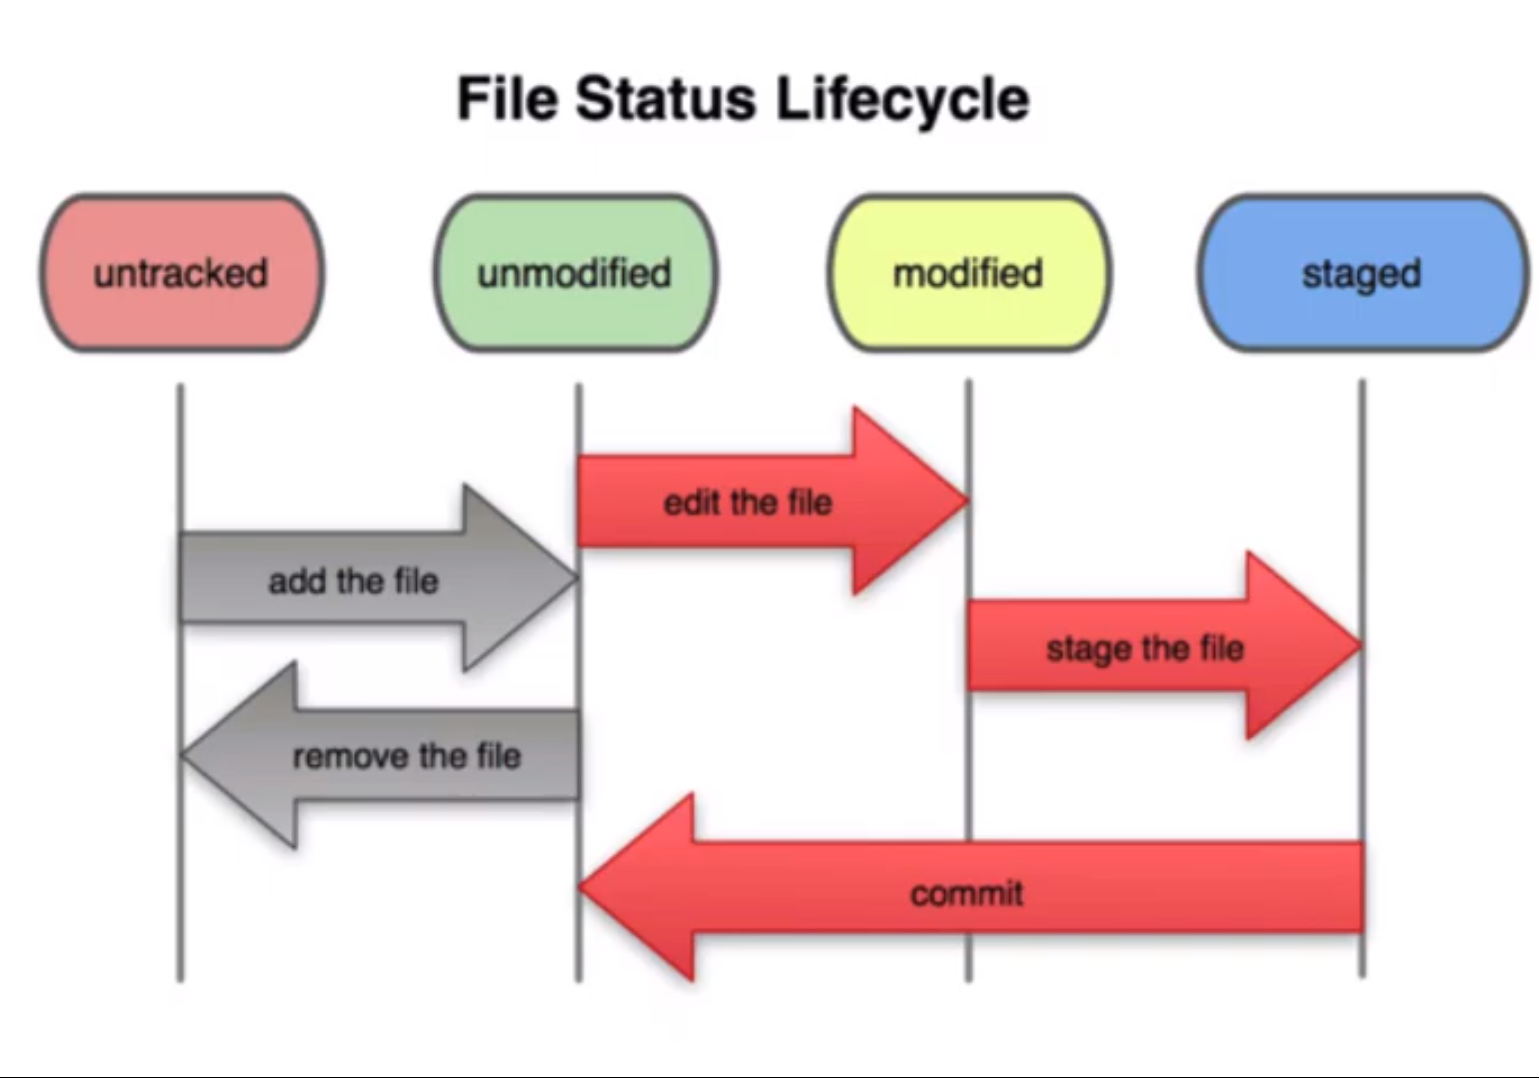 File Status Lifecycle
untracked
unmodified
modified
staged
edit the file
add the file
stage the file
remove the file
commit